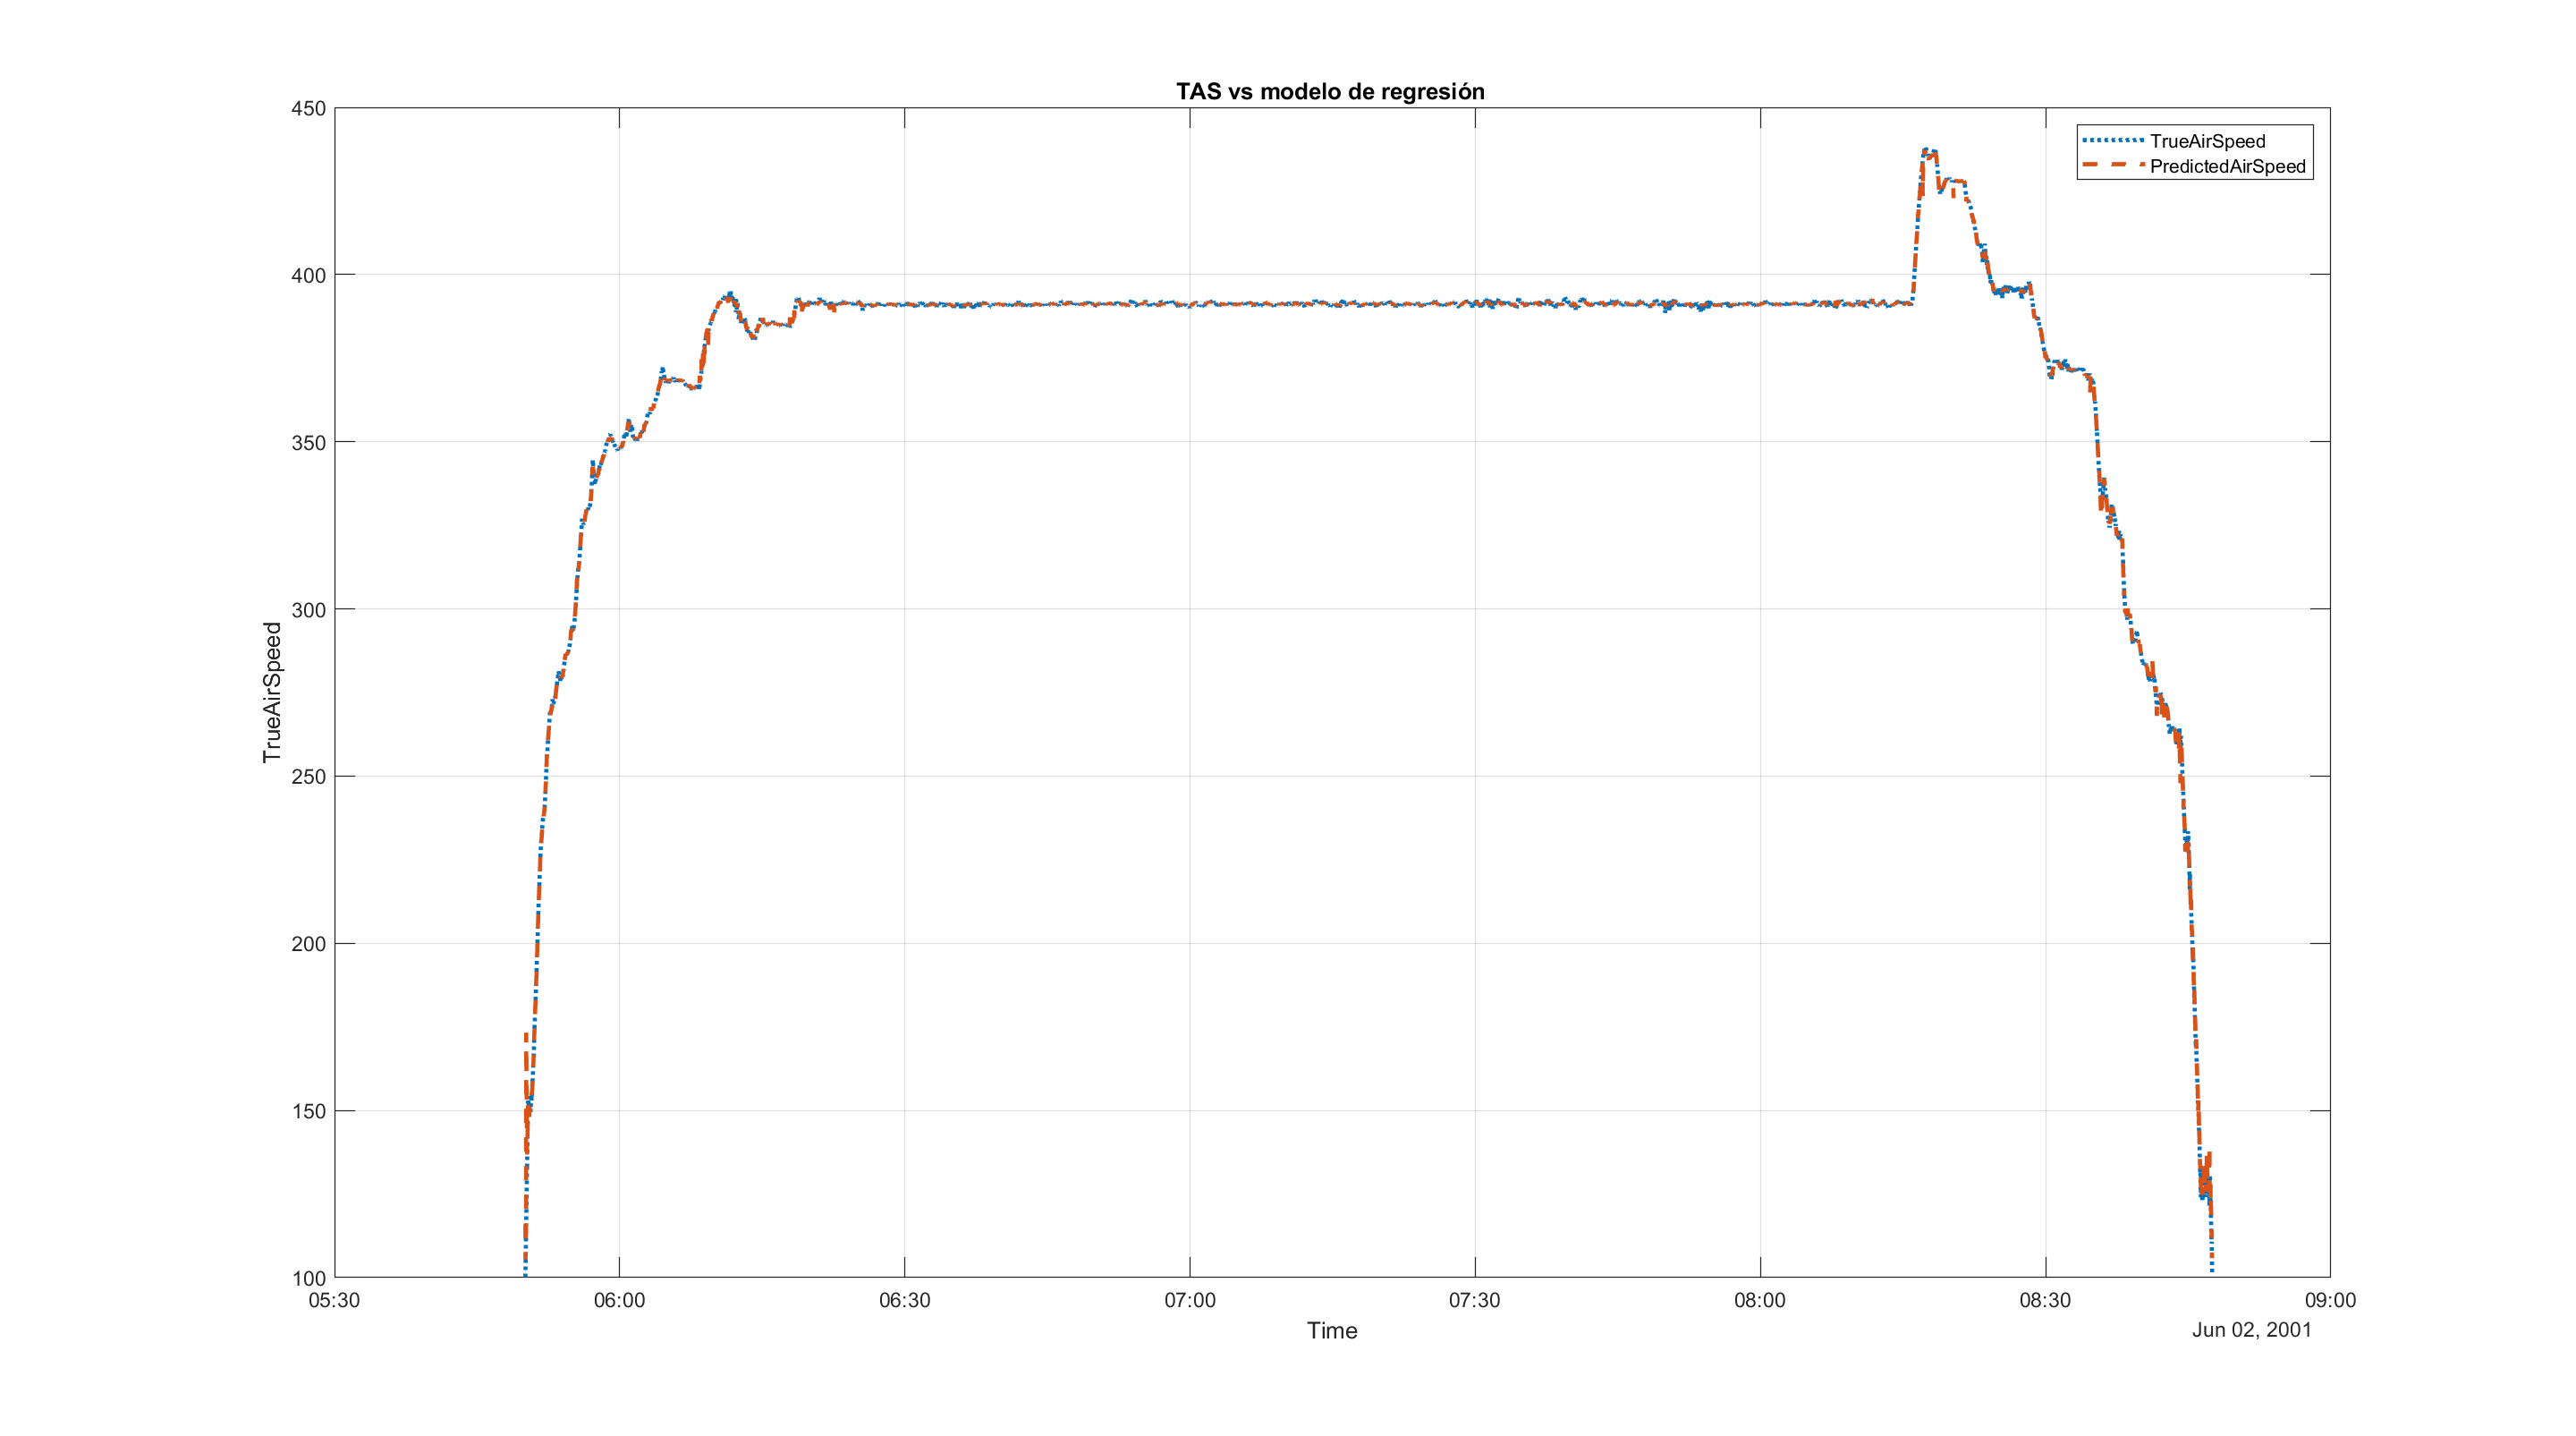 TAS vs modelo de regresión
TrueAirSpeed
PredictedAirSpeed
450
400
350
300
250
200
150
100
TrueAirSpeed
05:30 06:00 06:30 07:00 07:30 08:00 08:30 09:00
Time
Jun 02, 2001